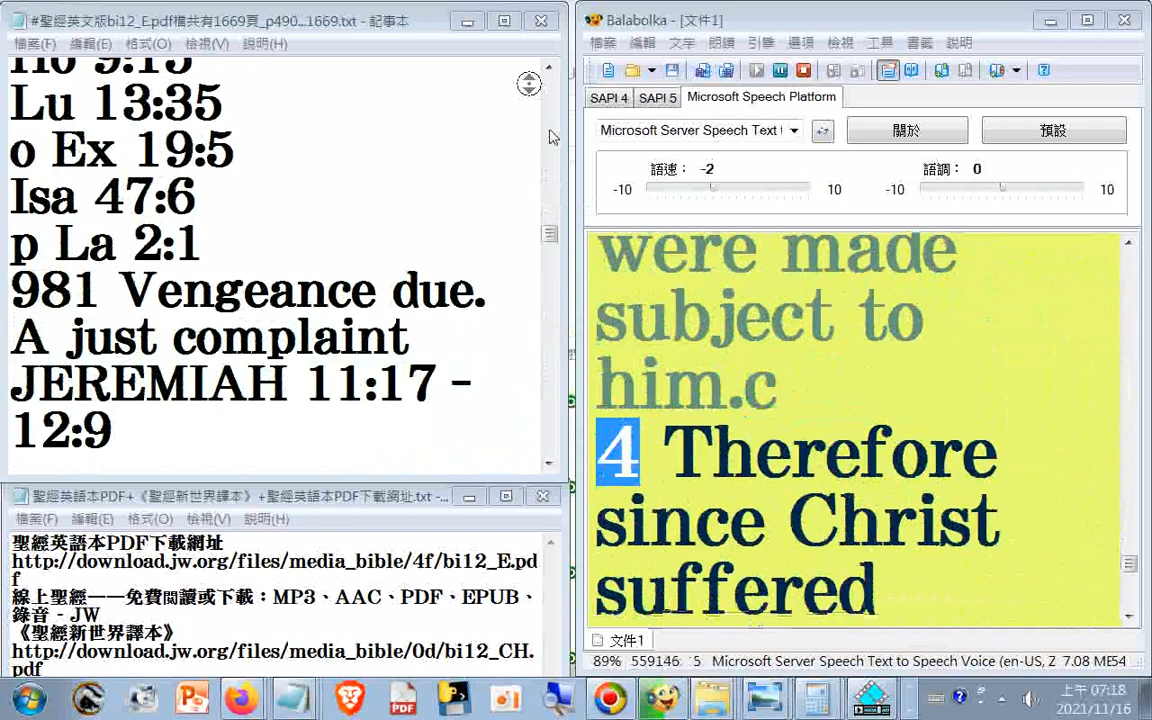 #聖經英文版bi12_E.pdf檔共有1669頁_p490...1669.txt - 記事本
檔案(F) 編輯(E) 格式(O) 檢視(V) 說明(H)
Ho 9:15
Lu 13:35
o Ex 19:5
Isa 47:6
p La 2:1
981 Vengeance due.
A just complaint
JEREMIAH 11:17 -
12:9
聖經英語本PDF+《聖經新世界譯本》+聖經英語本PDF下載網址.txt - ...
檔案(F) 編輯(E) 格式(O) 檢視(V) 說明(H)
聖經英語本PDF下載網址
http://download.jw.org/files/media_bible/4f/bi12_E.pd
f
線上聖經——免費閱讀或下載：MP3、AAC、PDF、EPUB、
錄音 - JW
《聖經新世界譯本》
http://download.jw.org/files/media_bible/0d/bi12_CH.
pdf
Balabolka - [文件1]
檔案 編輯 文字 朗讀 引擎 選項 檢視 工具 書籤 說明
SAPI 4 SAPI 5 Microsoft Speech Platform
Microsoft Server Speech Text 關於 預設
語速： -2 語調： 0
-10 10 -10 10
were made
subject to
him.c
4 Therefore
since Christ
suffered
文件1
89% 559146: 5 Microsoft Server Speech Text to Speech Voice (en-US, Z 7.08 ME54
上午 07:18
2021/11/16